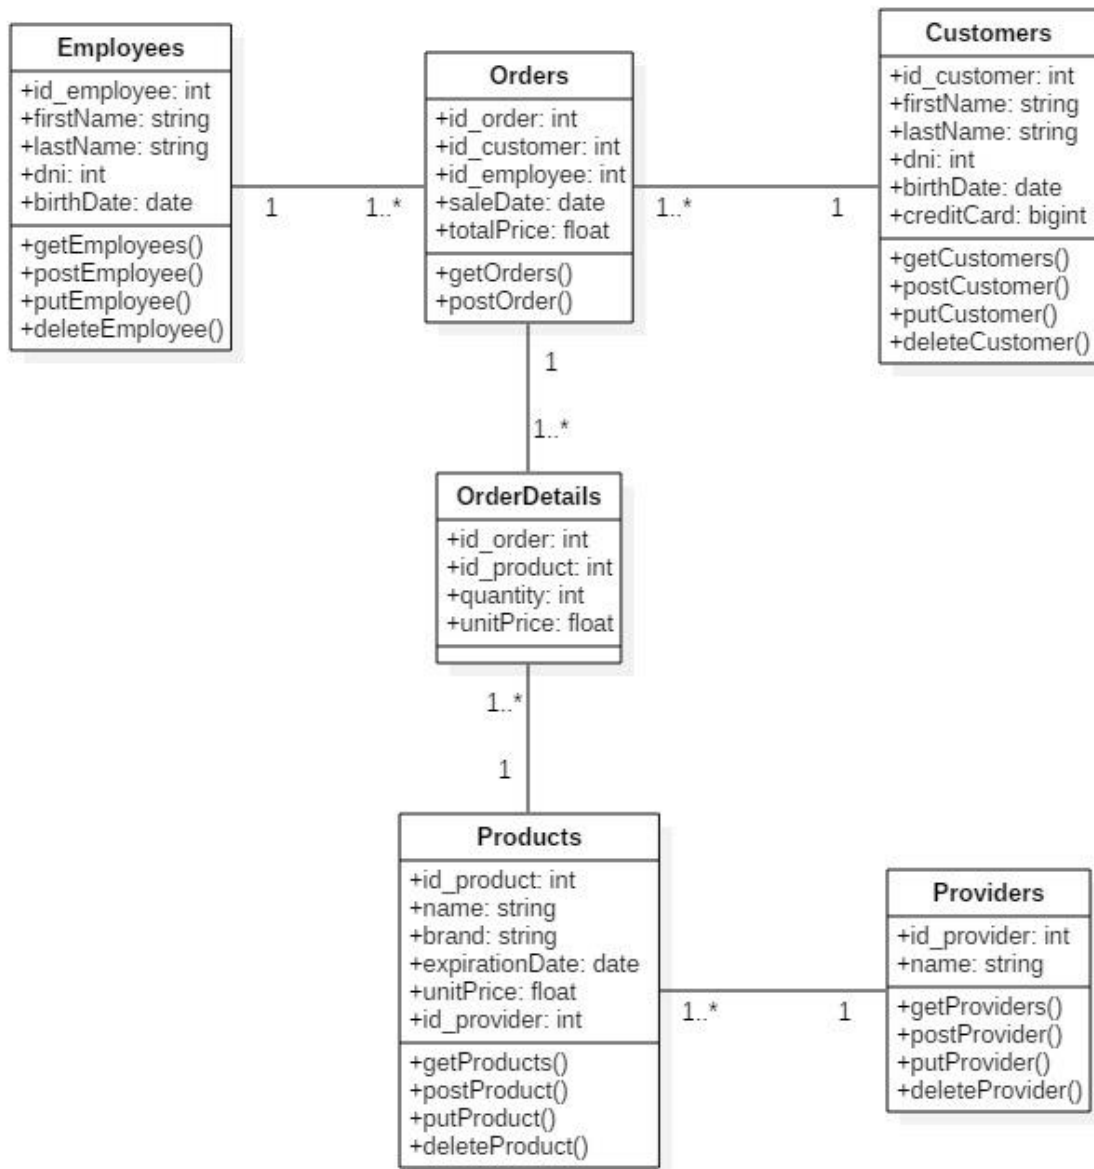 Employees
+id_employee: int
+firstName: string
+lastName: string
+dni: int
+birthDate: date
+getEmployees()
+postEmployee()
+putEmployee()
+deleteEmployee()
1
1..*
Orders
+id_order: int
+id_customer: int
+id_employee: int
+saleDate: date
+totalPrice: float
+getOrders()
+postOrder()
1..*
1
Customers
+id_customer: int
+firstName: string
+lastName: string
+dni: int
+birthDate: date
+creditCard: bigint
+getCustomers()
+postCustomer()
+putCustomer()
+deleteCustomer()
1
1..*
OrderDetails
+id_order: int
+id_product: int
+quantity: int
+unitPrice: float
1..*
1
Products
+id_product: int
+name: string
+brand: string
+expirationDate: date
+unitPrice: float
+id_provider: int
+getProducts()
+postProduct()
+putProduct()
+deleteProduct()
1..*
1
Providers
+id_provider: int
+name: string
+getProviders()
+postProvider()
+putProvider()
+deleteProvider()